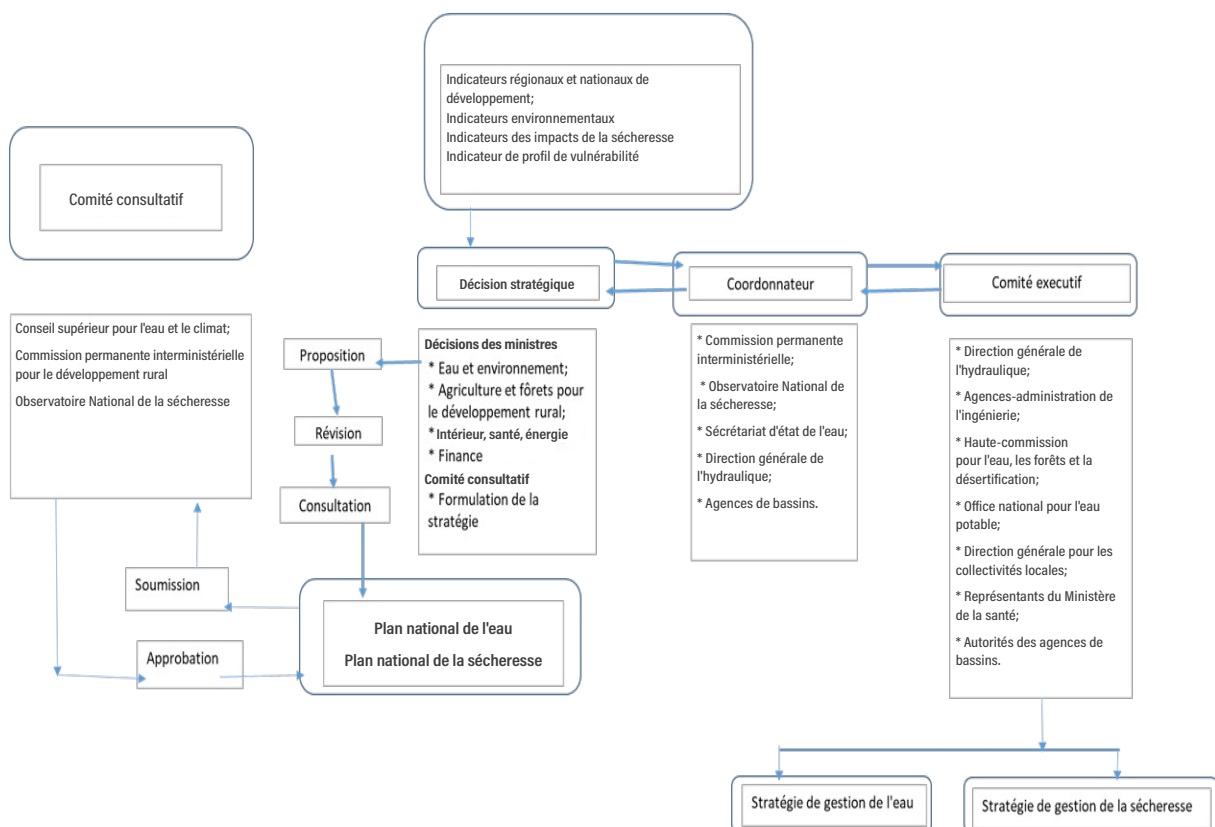 Indicateurs régionaux et nationaux de
développement;
Indicateurs environnementaux
Indicateurs des impacts de la sécheresse
Indicateur de profil de vulnérabilité
Comité consultatif
Décision stratégique
Coordonnateur
Comité executif
Conseil supérieur pour l'eau et le climat;
Commission permanente interministérielle
pour le développement rural
Observatoire National de la sécheresse
Proposition
Révision
Consultation
Décisions des ministres
* Eau et environnement;
* Agriculture et fôrets pour
le développement rural;
* Intérieur, santé, énergie
* Finance
Comité consultatif
* Formulation de la
stratégie
* Commission permanente
interministérielle;
* Observatoire National de
la sécheresse;
* Sécrétariat d'état de l'eau;
* Direction générale de
l'hydraulique;
* Agences de bassins.
* Direction générale de
l'hydraulique;
* Agences-administration de
l'ingénierie;
* Haute-commission
pour l'eau, les forêts et la
désertification;
* Office national pour l'eau
potable;
* Direction générale pour les
collectivités locales;
* Représentants du Ministère
de la santé;
* Autorités des agences de
bassins.
Soumission
Approbation
Plan national de l'eau
Plan national de la sécheresse
Stratégie de gestion de l'eau
Stratégie de gestion de la sécheresse